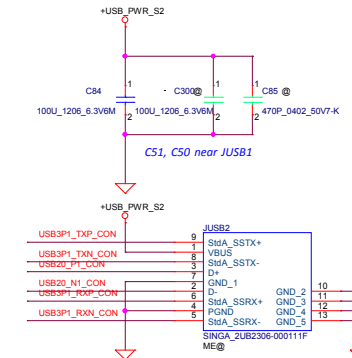 +USB_PWR_S2
1
1
1
C84
C300@
C85 @
100U_1206_6.3V6M
100U_1206_6.3V6M
470P_0402_50V7-K
2
2
2
C51, C50 near JUSB1
+USB_PWR_S2
JUSB2
USB3P1_TXP_CON
9
StdA_SSTX+
1
VBUS
USB3P1_TXN_CON
8
StdA_SSTX-
USB20_P1_CON
3
D+
7
GND_1
USB20_N1_CON
2
D-
GND_2
10
USB3P1_RXP_CON
6
StdA_SSRX+
GND_3
11
4
PGND
GND_4
12
USB3P1_RXN_CON
5
StdA_SSRX-
GND_5
13
SINGA_2UB2306-000111F
ME@